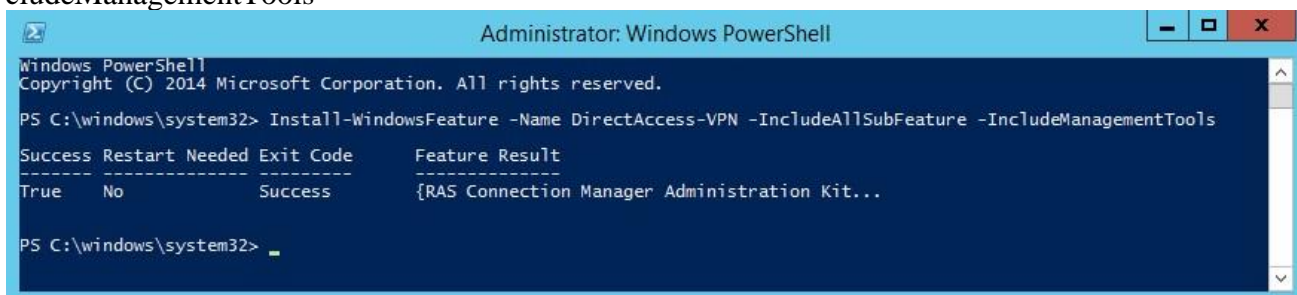 cludeManagementTools
Administrator: Windows PowerShell
Windows PowerShell
Copyright (C) 2014 Microsoft Corporation. All rights reserved.
PS C:\windows\system32> Install-WindowsFeature -Name DirectAccess-VPN -IncludeAllSubFeature -IncludeManagementTools
Success Restart Needed Exit Code      Feature Result
------- -------------- ---------      --------------
True    No             Success        {RAS Connection Manager Administration Kit...
PS C:\windows\system32> _